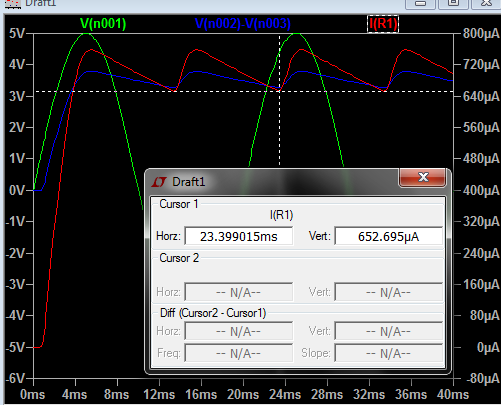 Draft1
V(n001) V(n002)-V(n003) I(R1)
5V 800µA
4V 720µA
3V 640µA
2V 560µA
1V 480µA
0V 400µA
-1V 320µA
-2V 240µA
-3V 160µA
-4V 80µA
-5V 0µA
-6V -80µA
0ms 4ms 8ms 12ms 16ms 20ms 24ms 28ms 32ms 36ms 40ms
Draft1
Cursor 1
I(R1)
Horz: 23.399015ms Vert: 652.695µA
Cursor 2
Horz: -- N/A-- Vert: -- N/A--
Diff (Cursor2 - Cursor1)
Horz: -- N/A-- Vert: -- N/A--
Freq: -- N/A-- Slope: -- N/A--